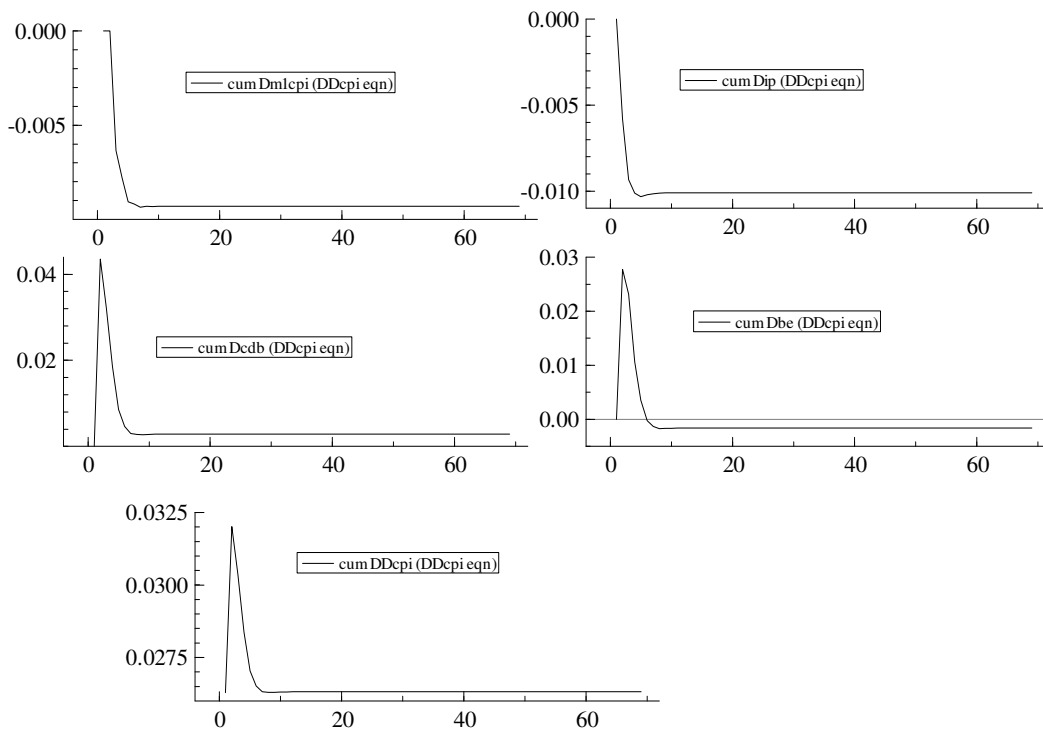 0.000
-0.005
0 20 40 60
cum Dm1cpi (DDcpi eqn)
0.000
-0.005
-0.010
0 20 40 60
cum Dip (DDcpi eqn)
0.04
0.02
0 20 40 60
cum Dcdb (DDcpi eqn)
0.03
0.02
0.01
0.00
0 20 40 60
cum Dbe (DDcpi eqn)
0.0325
0.0300
0.0275
0 20 40 60
cum DDcpi (DDcpi eqn)